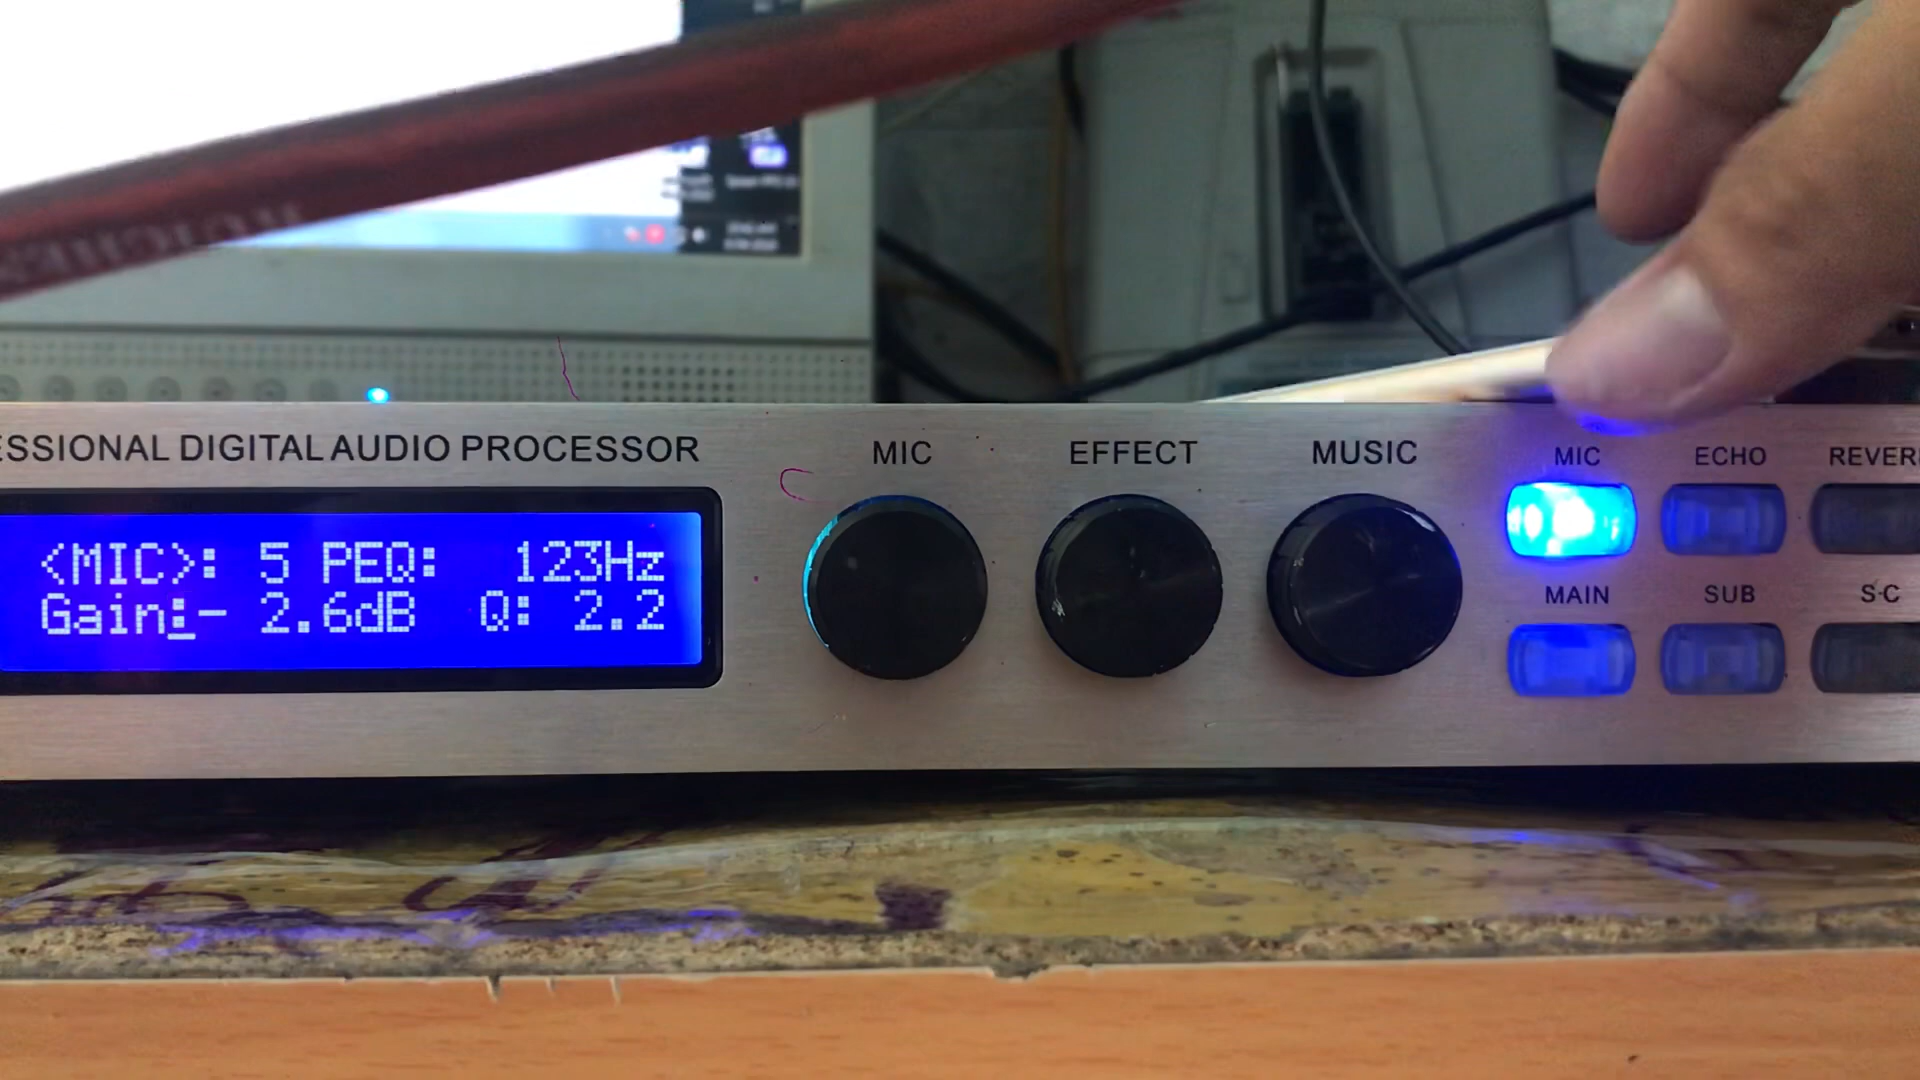 ESSIONAL DIGITAL AUDIO PROCESSOR
<MIC>: 5 PEQ: 123Hz
Gain:- 2.6dB Q: 2.2
MIC
EFFECT
MUSIC
MIC
ECHO
REVER
MAIN
SUB
S·C